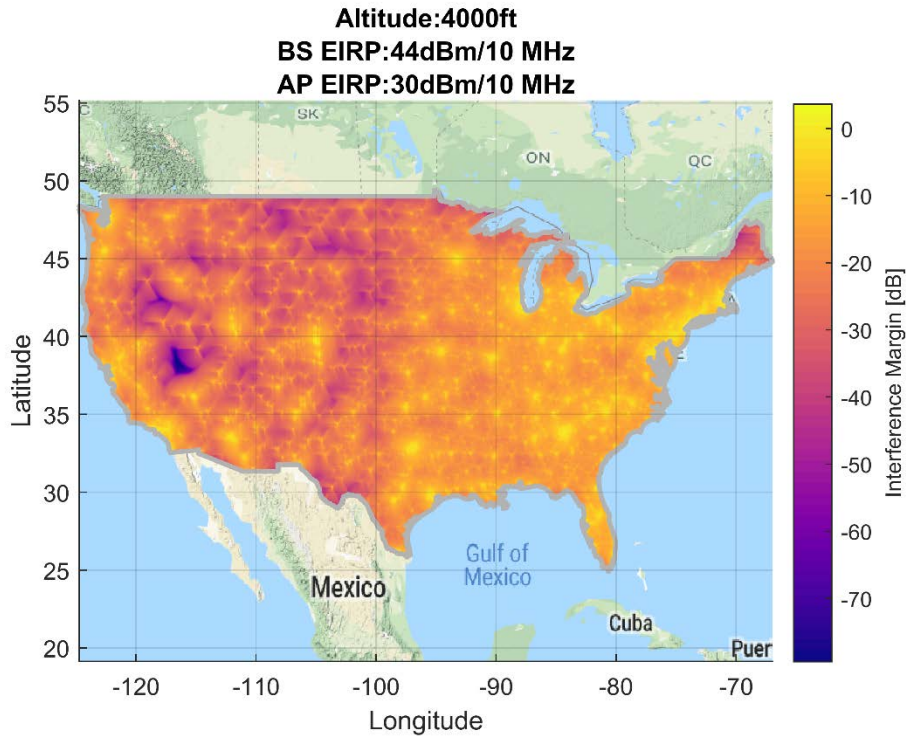 Altitude:4000ft
BS EIRP:44dBm/10 MHz
AP EIRP:30dBm/10 MHz
55
50
45
40
35
30
25
20
Latitude
-120
-110
-100
-90
-80
-70
Longitude
SK
ON
QC
Gulf of
Mexico
Mexico
Cuba
Puer
0
-10
-20
-30
-40
-50
-60
-70
Interference Margin [dB]